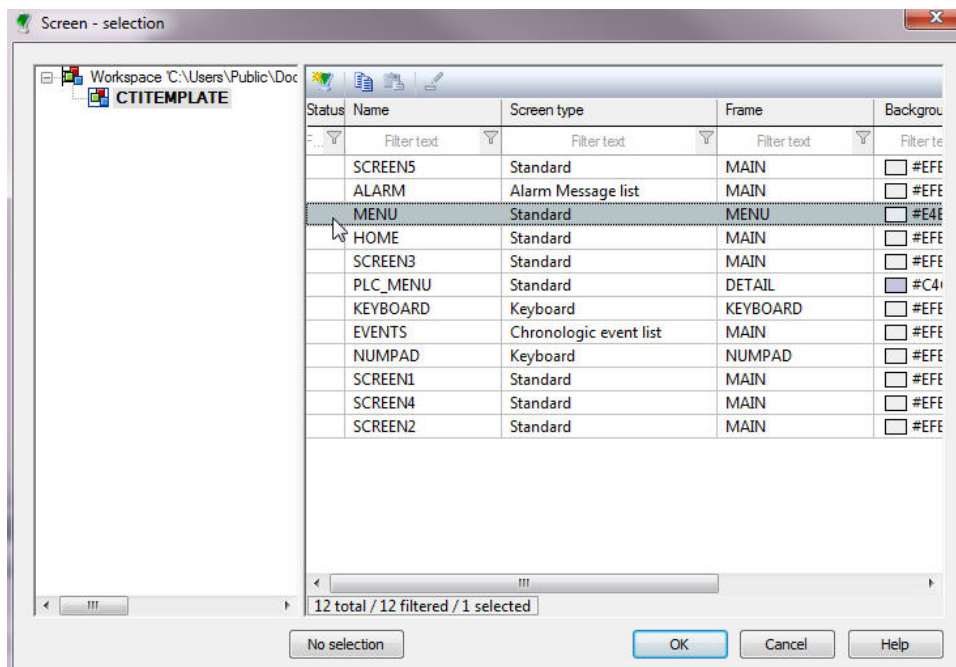 Screen - selection
Workspace 'C:\Users\Public\Doc
CTITEMPLATE
Status Name Screen type Frame Backgrou
F... Filter text Filter text Filter text Filter te
SCREEN5 Standard MAIN #EFE
ALARM Alarm Message list MAIN #EFE
MENU Standard MENU #E4E
HOME Standard MAIN #EFE
SCREEN3 Standard MAIN #EFE
PLC_MENU Standard DETAIL #C4
KEYBOARD Keyboard KEYBOARD #EFE
EVENTS Chronologic event list MAIN #EFE
NUMPAD Keyboard NUMPAD #EFE
SCREEN1 Standard MAIN #EFE
SCREEN4 Standard MAIN #EFE
SCREEN2 Standard MAIN #EFE
12 total / 12 filtered / 1 selected
No selection OK Cancel Help